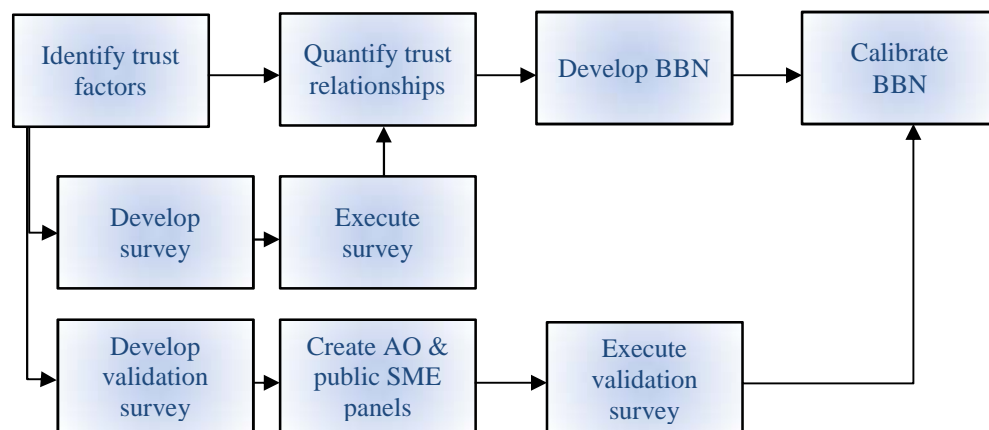 Identify trust
factors
Quantify trust
relationships
Develop BBN
Calibrate
BBN
Develop
survey
Execute
survey
Develop
validation
survey
Create AO &
public SME
panels
Execute
validation
survey